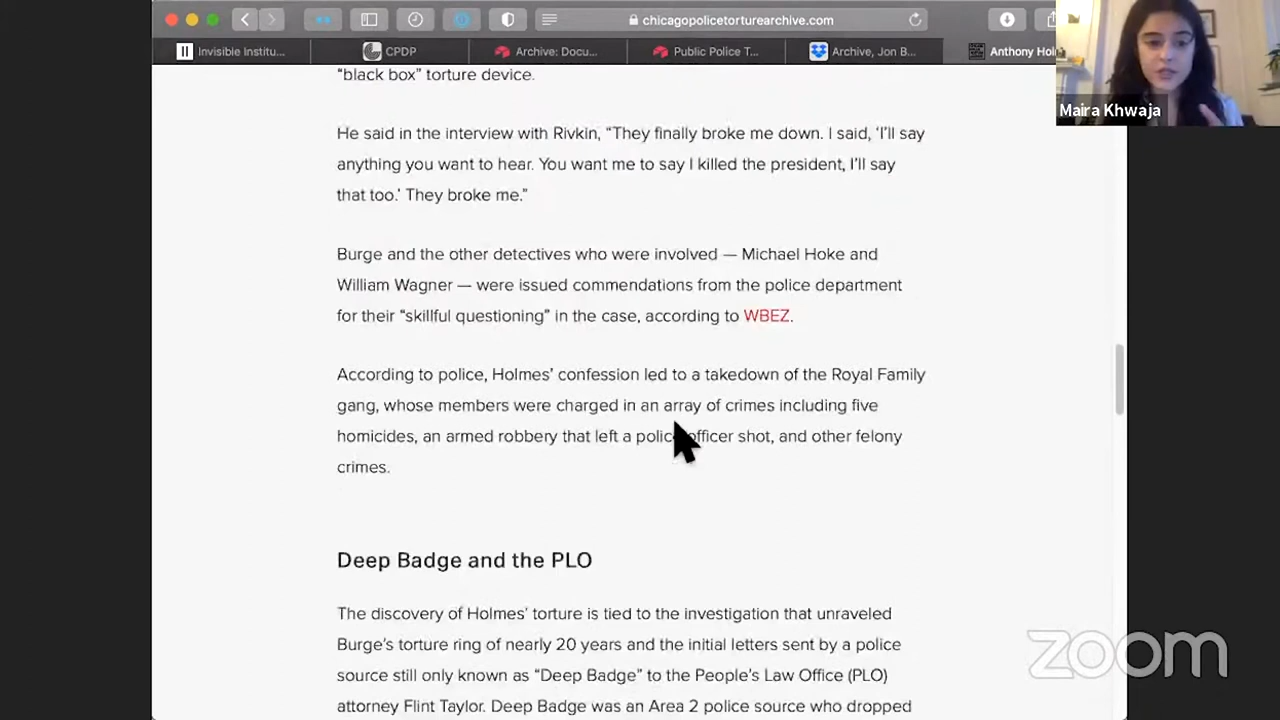 chicagopolicetorturearchive.com
Invisible Institu...
CPDP
Archive: Docu...
Public Police T...
Archive, Jon B...
Anthony Hol
Maira Khwaja
“black box” torture device.
He said in the interview with Rivkin, “They finally broke me down. I said, ‘I’ll say
anything you want to hear. You want me to say I killed the president, I’ll say
that too.’ They broke me.”
Burge and the other detectives who were involved — Michael Hoke and
William Wagner — were issued commendations from the police department
for their “skillful questioning” in the case, according to WBEZ.
According to police, Holmes’ confession led to a takedown of the Royal Family
gang, whose members were charged in an array of crimes including five
homicides, an armed robbery that left a police officer shot, and other felony
crimes.
Deep Badge and the PLO
The discovery of Holmes’ torture is tied to the investigation that unraveled
Burge’s torture ring of nearly 20 years and the initial letters sent by a police
source still only known as “Deep Badge” to the People’s Law Office (PLO)
attorney Flint Taylor. Deep Badge was an Area 2 police source who dropped
zoom